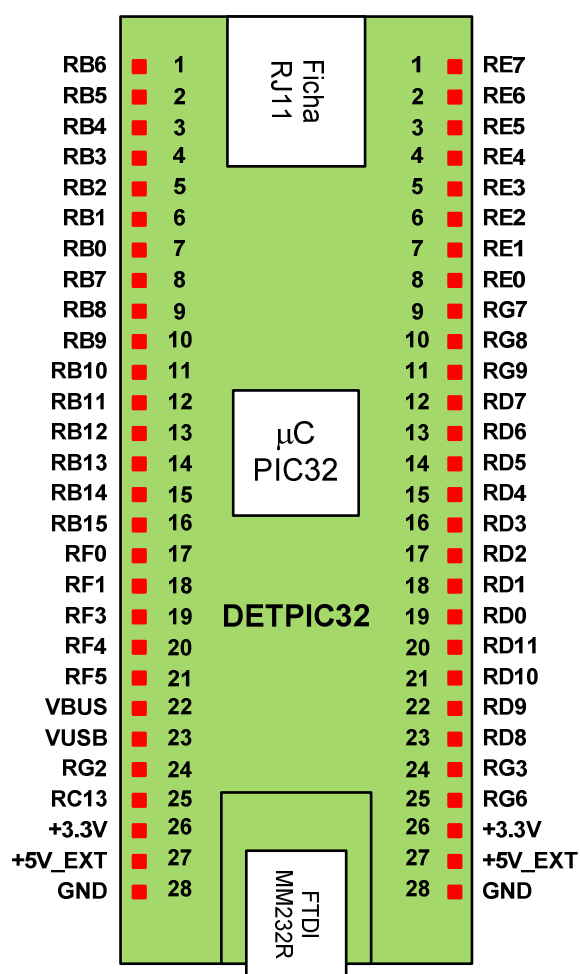 Ficha
RJ11
RB6 1 1 RE7
RB5 2 2 RE6
RB4 3 3 RE5
RB3 4 4 RE4
RB2 5 5 RE3
RB1 6 6 RE2
RB0 7 7 RE1
RB7 8 8 RE0
RB8 9 9 RG7
RB9 10 10 RG8
RB10 11 11 RG9
RB11 12 12 RD7
RB12 13 13 RD6
RB13 14 14 RD5
RB14 15 15 RD4
RB15 16 16 RD3
RF0 17 17 RD2
RF1 18 18 RD1
RF3 19 19 RD0
RF4 20 20 RD11
RF5 21 21 RD10
VBUS 22 22 RD9
VUSB 23 23 RD8
RG2 24 24 RG3
RC13 25 25 RG6
+3.3V 26 26 +3.3V
+5V_EXT 27 27 +5V_EXT
GND 28 28 GND
µC
PIC32
DETPIC32
FTDI
MM232R